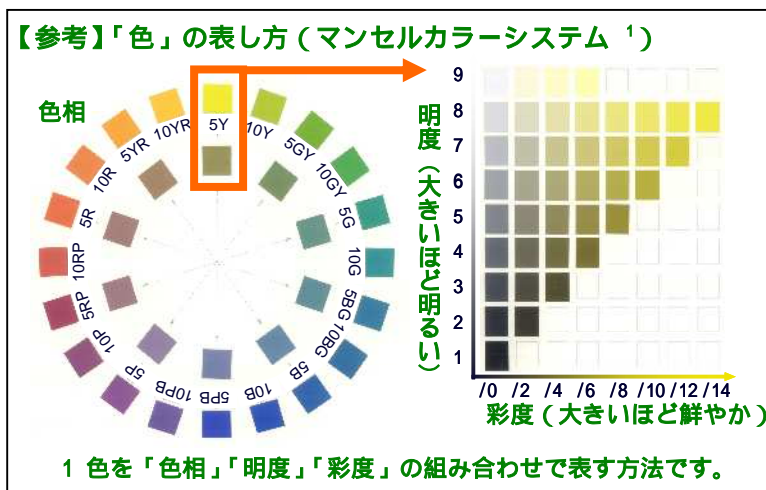 【参考】「色」の表し方（マンセルカラーシステム 1）
色相
5Y
10Y
5GY
10GY
5G
10G
5BG
10BG
5B
10B
5PB
10PB
5P
10P
5RP
10RP
5R
10R
5YR
10YR
明度（大きいほど明るい）
9
8
7
6
5
4
3
2
1
/0 /2 /4 /6 /8 /10 /12 /14
彩度（大きいほど鮮やか）
1 色を「色相」「明度」「彩度」の組み合わせで表す方法です。